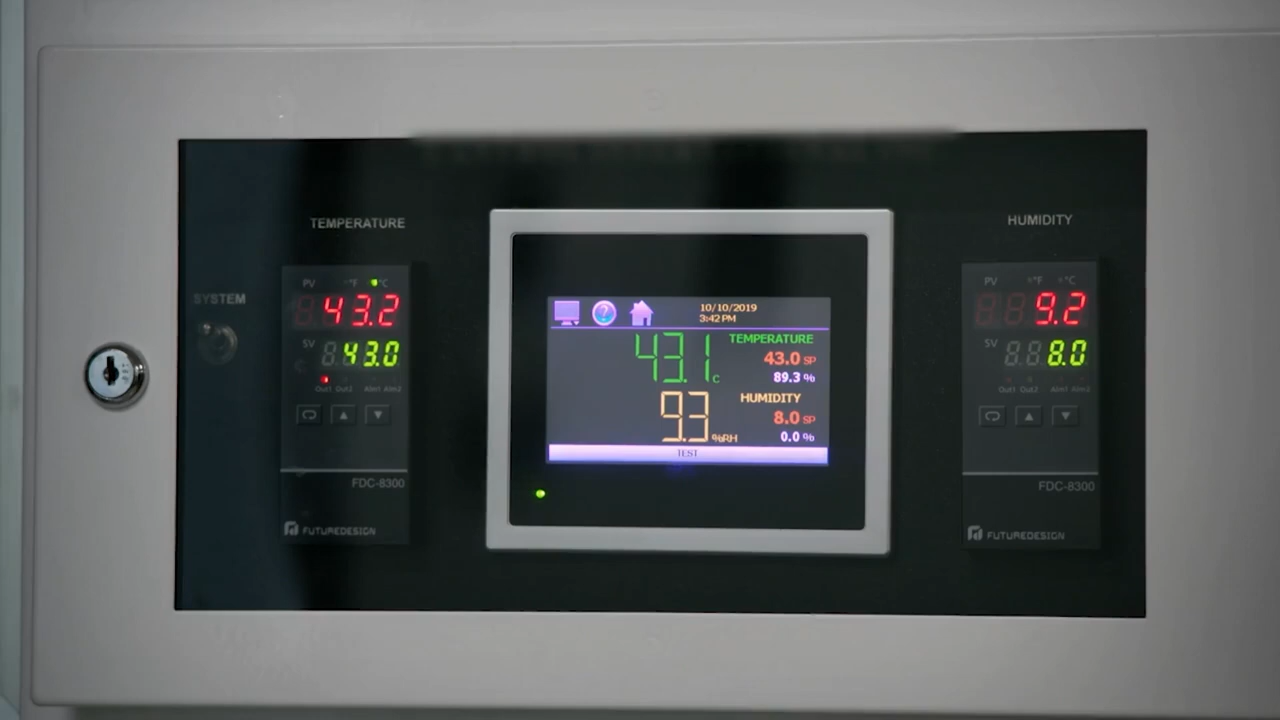 TEMPERATURE
HUMIDITY
SYSTEM
PV °F °C
43.2
SV
43.0
Out1 Out2 Alm1 Alm2
FDC-8300
FUTUREDESIGN
?
10/10/2019
3:42 PM
TEMPERATURE
43.1 C
43.0 SP
89.3 %
HUMIDITY
9.3 %RH
8.0 SP
0.0 %
TEST
PV °F °C
9.2
SV
8.0
Out1 Out2 Alm1 Alm2
FDC-8300
FUTUREDESIGN